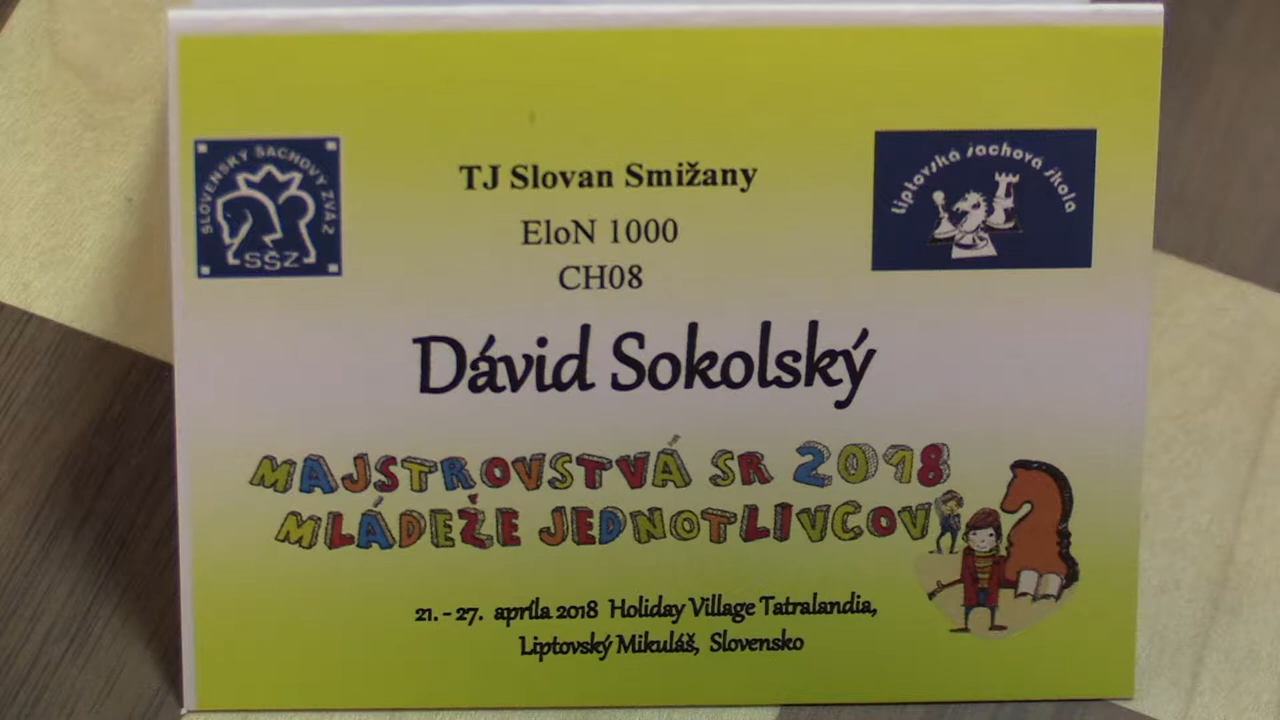 SLOVENSKÝ ŠACHOVÝ ZVÄZ
SŠZ
Liptovská šachová škola
TJ Slovan Smižany
EloN 1000
CH08
Dávid Sokolský
MAJSTROVSTVÁ SR 2018
MLÁDEŽE JEDNOTLIVCOV
21. - 27. apríla 2018 Holiday Village Tatralandia,
Liptovský Mikuláš, Slovensko